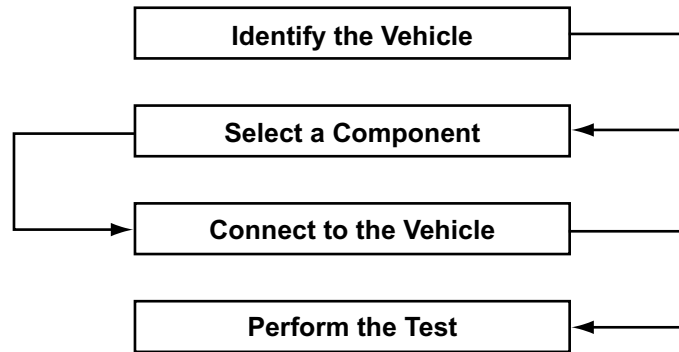 Identify the Vehicle
Select a Component
Connect to the Vehicle
Perform the Test